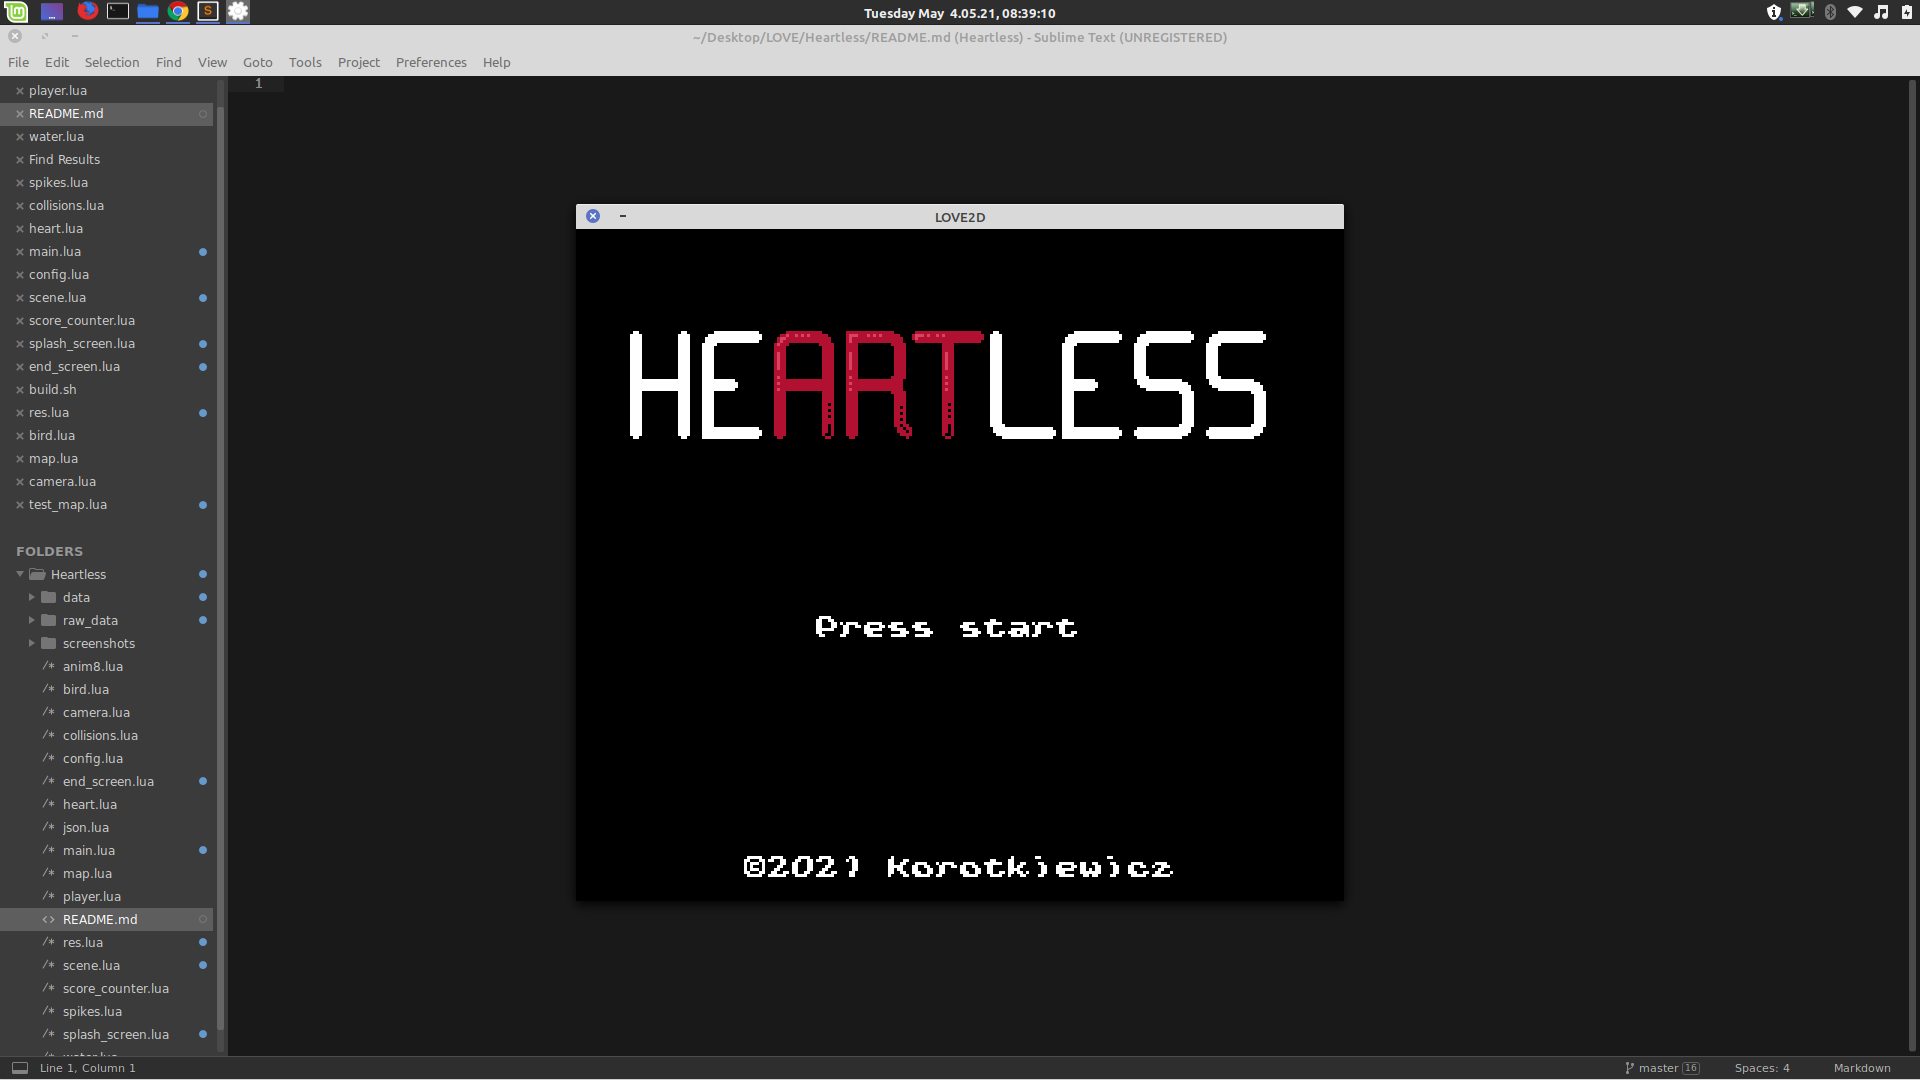 Tuesday May  4.05.21, 08:39:10
~/Desktop/LOVE/Heartless/README.md (Heartless) - Sublime Text (UNREGISTERED)
File Edit Selection Find View Goto Tools Project Preferences Help
player.lua
README.md
water.lua
Find Results
spikes.lua
collisions.lua
heart.lua
main.lua
config.lua
scene.lua
score_counter.lua
splash_screen.lua
end_screen.lua
build.sh
res.lua
bird.lua
map.lua
camera.lua
test_map.lua
FOLDERS
Heartless
data
raw_data
screenshots
/* anim8.lua
/* bird.lua
/* camera.lua
/* collisions.lua
/* config.lua
/* end_screen.lua
/* heart.lua
/* json.lua
/* main.lua
/* map.lua
/* player.lua
<> README.md
/* res.lua
/* scene.lua
/* score_counter.lua
/* spikes.lua
/* splash_screen.lua
1
LOVE2D
HEARTLESS
Press start
©2021 Korotkiewicz
Line 1, Column 1
master 16
Spaces: 4
Markdown